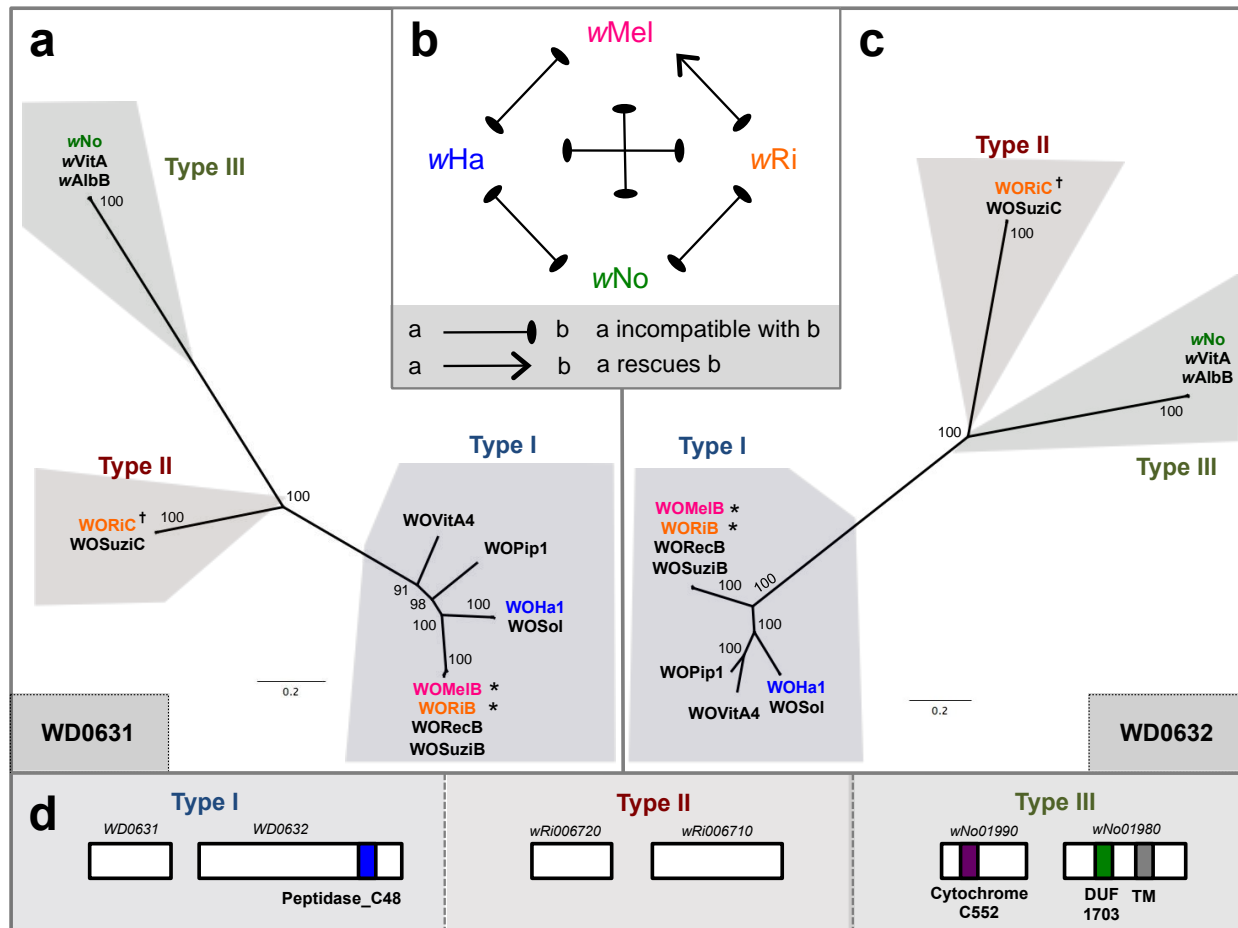 a
wNo
wVitA
wAlbB
100
Type III
Type II
100
WORiC †
WOSuziC
100
Type I
WOVitA4
WOPip1
91
98
100
100
WOHa1
WOSol
100
WOMelB *
WORiB *
WORecB
WOSuziB
0.2
WD0631
b
wMel
wHa
wRi
wNo
a b a incompatible with b
a b a rescues b
c
Type II
WORiC †
WOSuziC
100
wNo
wVitA
wAlbB
100
100
Type III
Type I
WOMelB *
WORiB *
WORecB
WOSuziB
100
100
100
100
WOPip1
WOVitA4
WOHa1
WOSol
0.2
WD0632
d
Type I
WD0631 WD0632
Peptidase_C48
Type II
wRi006720 wRi006710
Type III
wNo01990 wNo01980
Cytochrome
C552
DUF
1703
TM